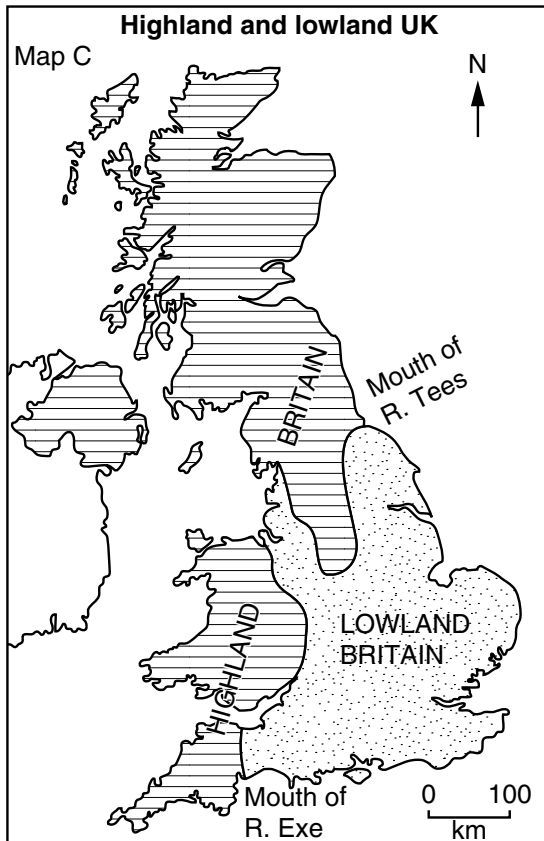 Highland and lowland UK
Map C
N
BRITAIN
Mouth of
R. Tees
LOWLAND
BRITAIN
HIGHLAND
Mouth of
R. Exe
0 100
km